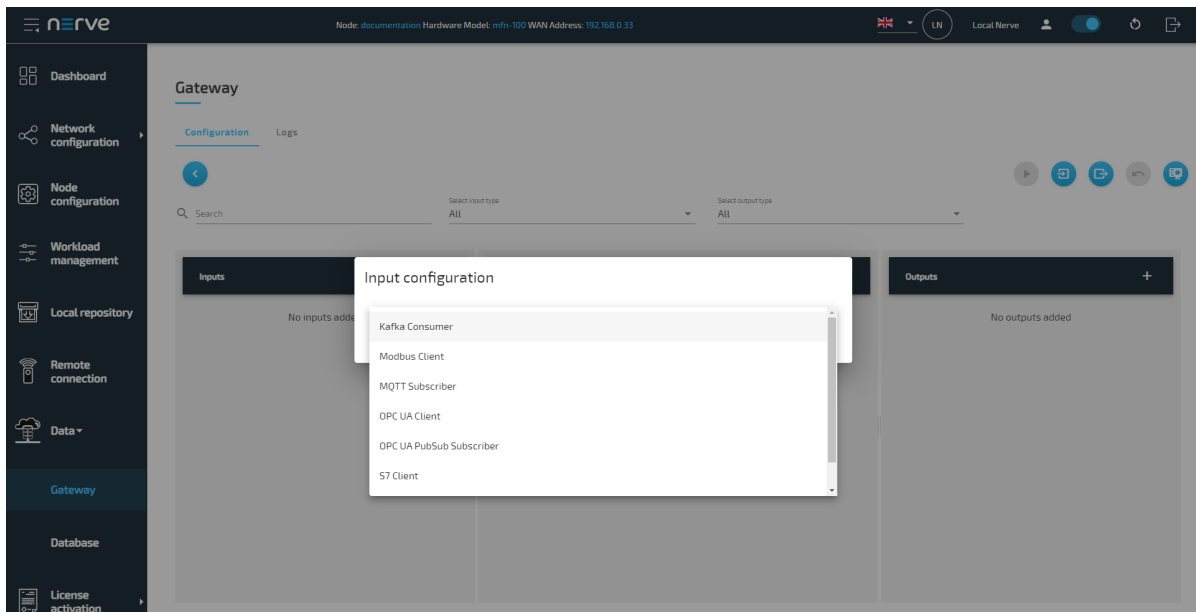 nerve
Node: documentation Hardware Model: mfn-100 WAN Address: 192.168.0.33
LN
Local Nerve
Dashboard
Network
configuration
Node
configuration
Workload
management
Local repository
Remote
connection
Data
Gateway
Database
License
activation
Gateway
Configuration
Logs
Search
Select input type
All
Select output type
All
Inputs
Outputs
+
No inputs adde
No outputs added
Input configuration
Kafka Consumer
Modbus Client
MQTT Subscriber
OPC UA Client
OPC UA PubSub Subscriber
S7 Client